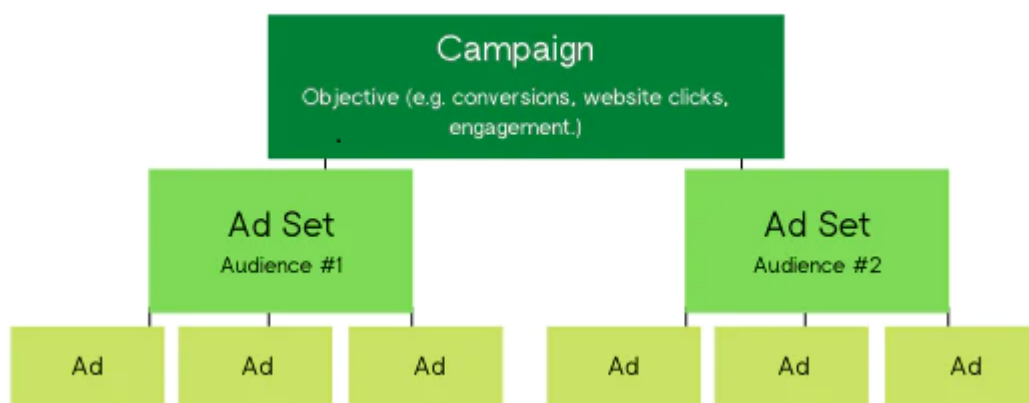 Campaign
Objective (e.g. conversions, website clicks,
engagement.)
Ad Set
Audience #1
Ad Set
Audience #2
Ad
Ad
Ad
Ad
Ad
Ad